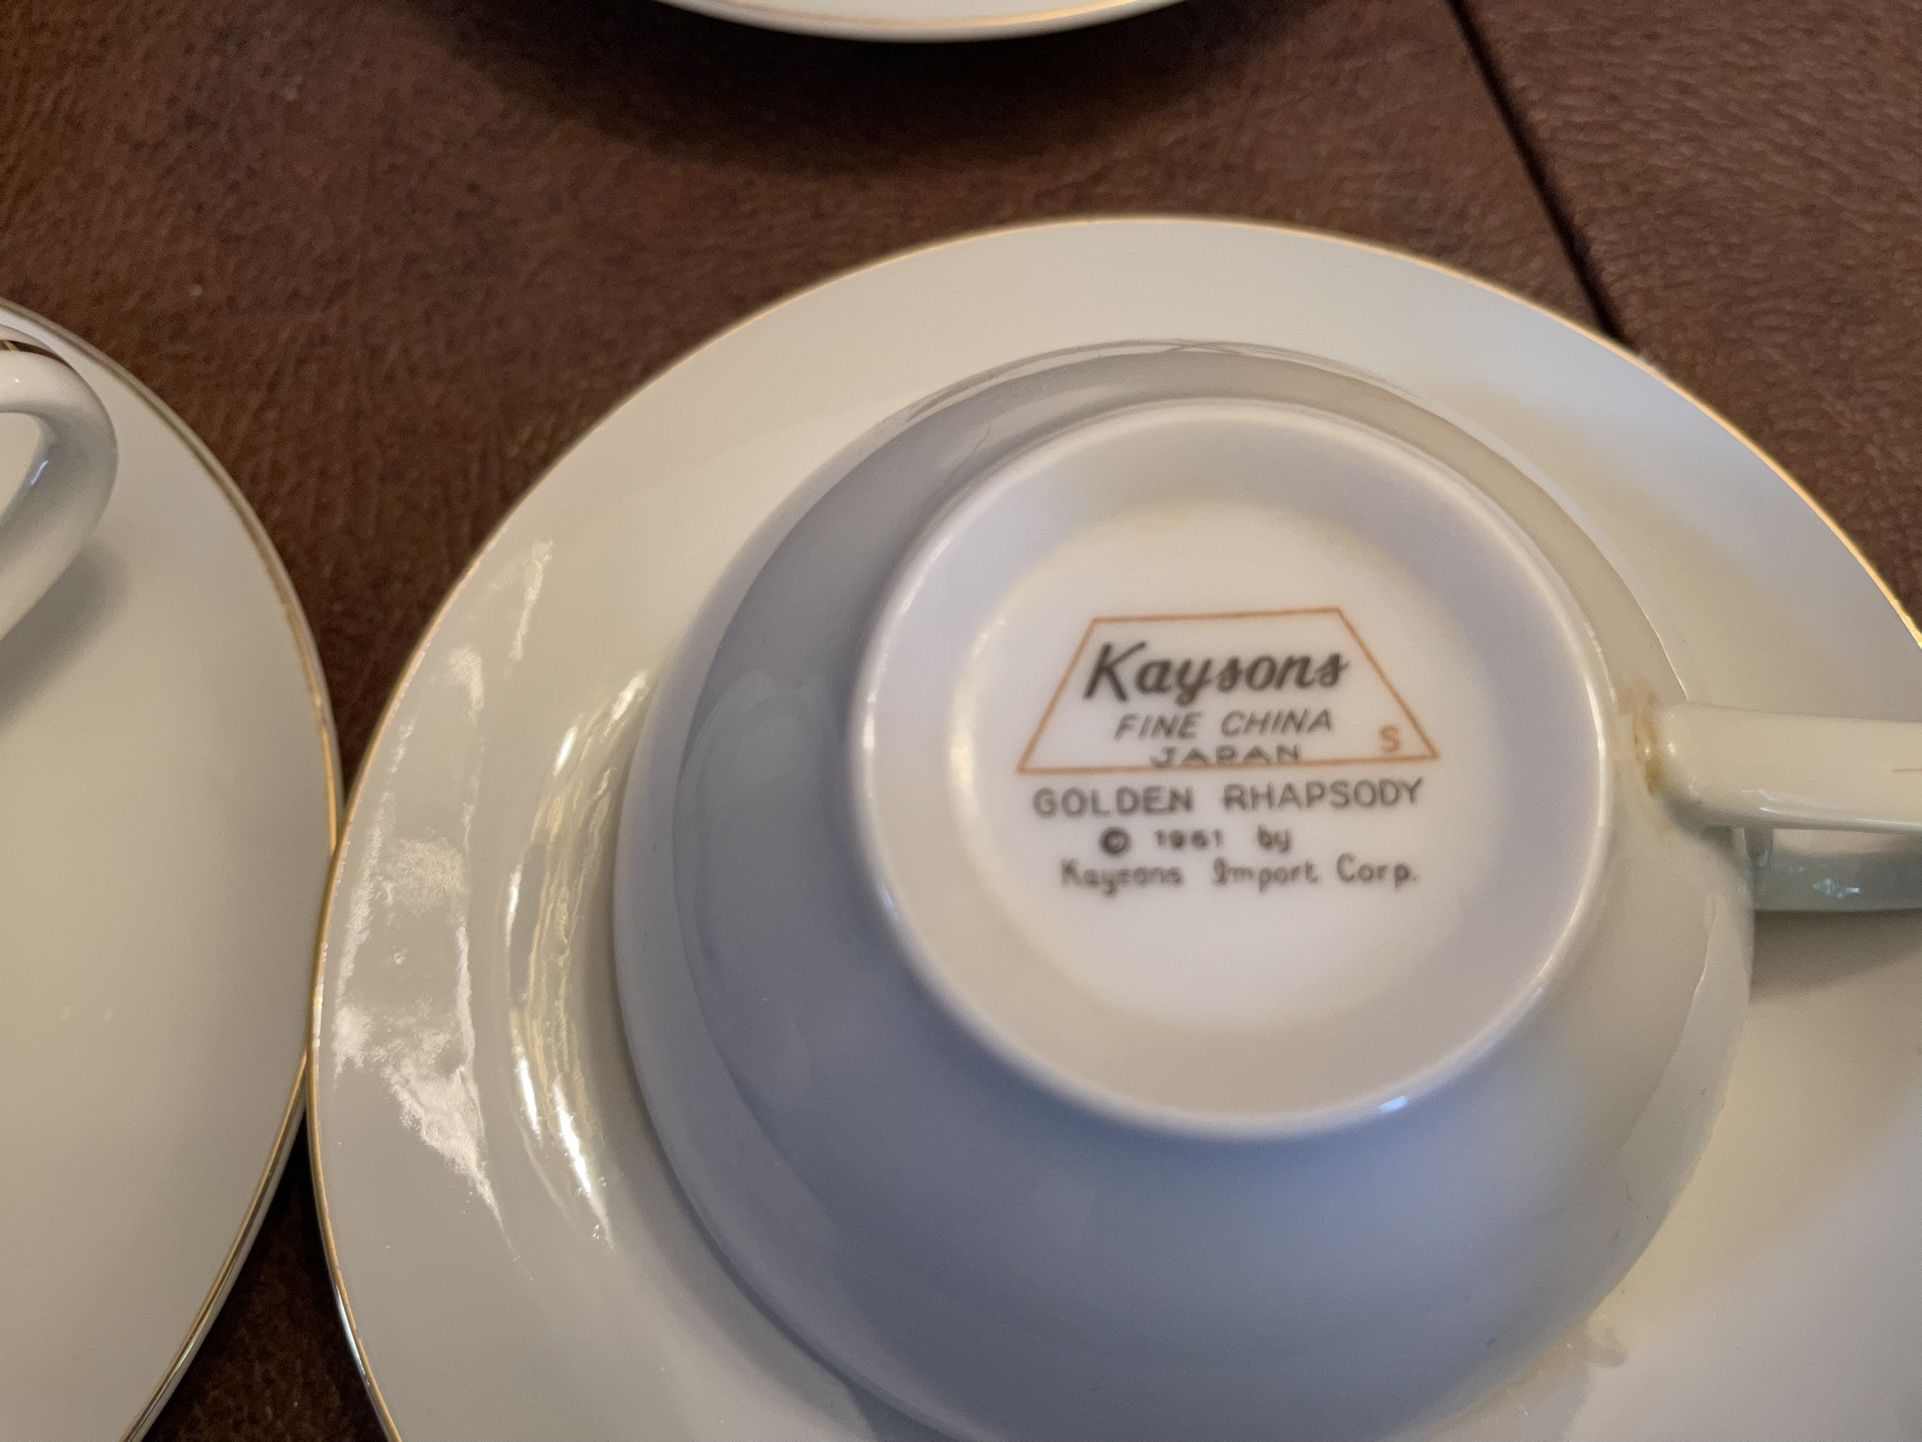 Kaysons
FINE CHINA
JAPAN S
GOLDEN RHAPSODY
© 1961 by
Kaysons Import Corp.